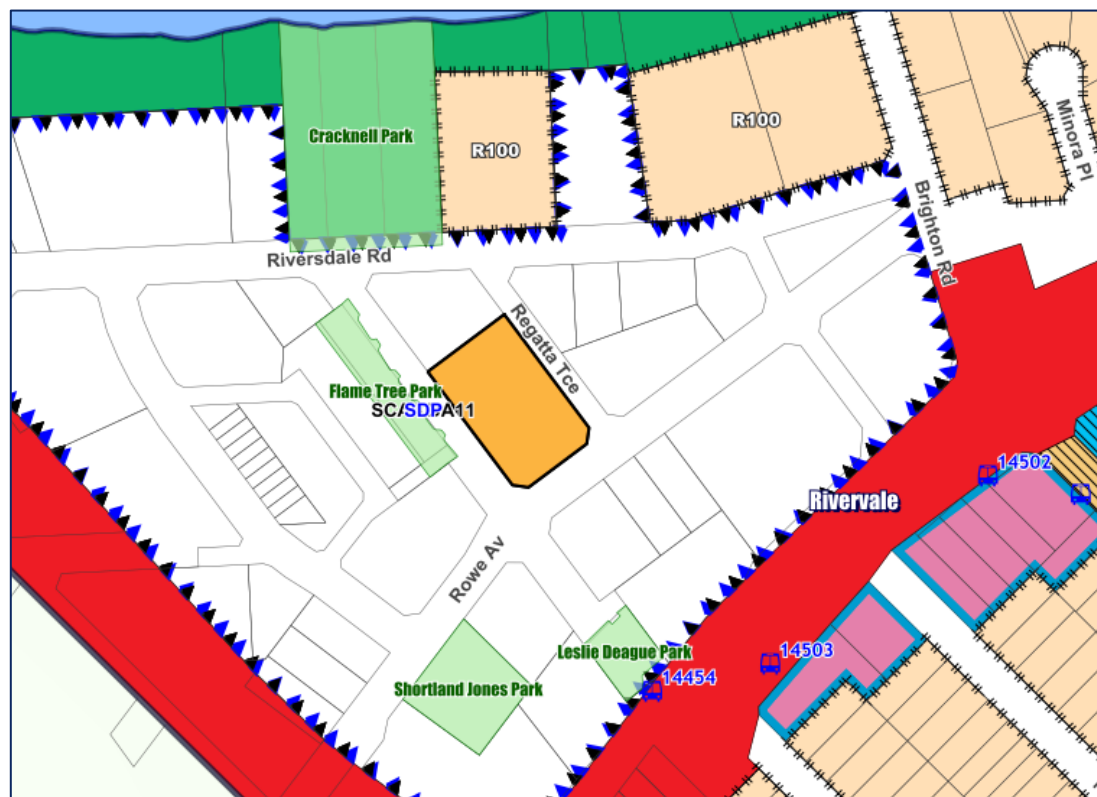 Cracknell Park
R100
R100
Minora Pl
Brighton Rd
Riversdale Rd
Regatta Tce
Flame Tree Park
SCA SDPA11
14502
Rivervale
Rowe Av
Leslie Deague Park
14503
14454
Shortland Jones Park